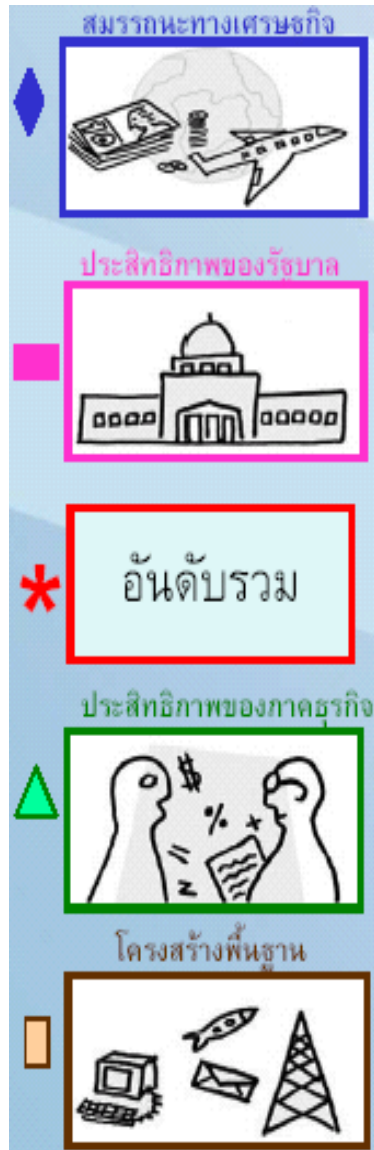 สมรรถนะทางเศรษฐกิจ
ประสิทธิภาพของรัฐบาล
อันดับรวม
ประสิทธิภาพของภาคธุรกิจ
$
%
+
โครงสร้างพื้นฐาน